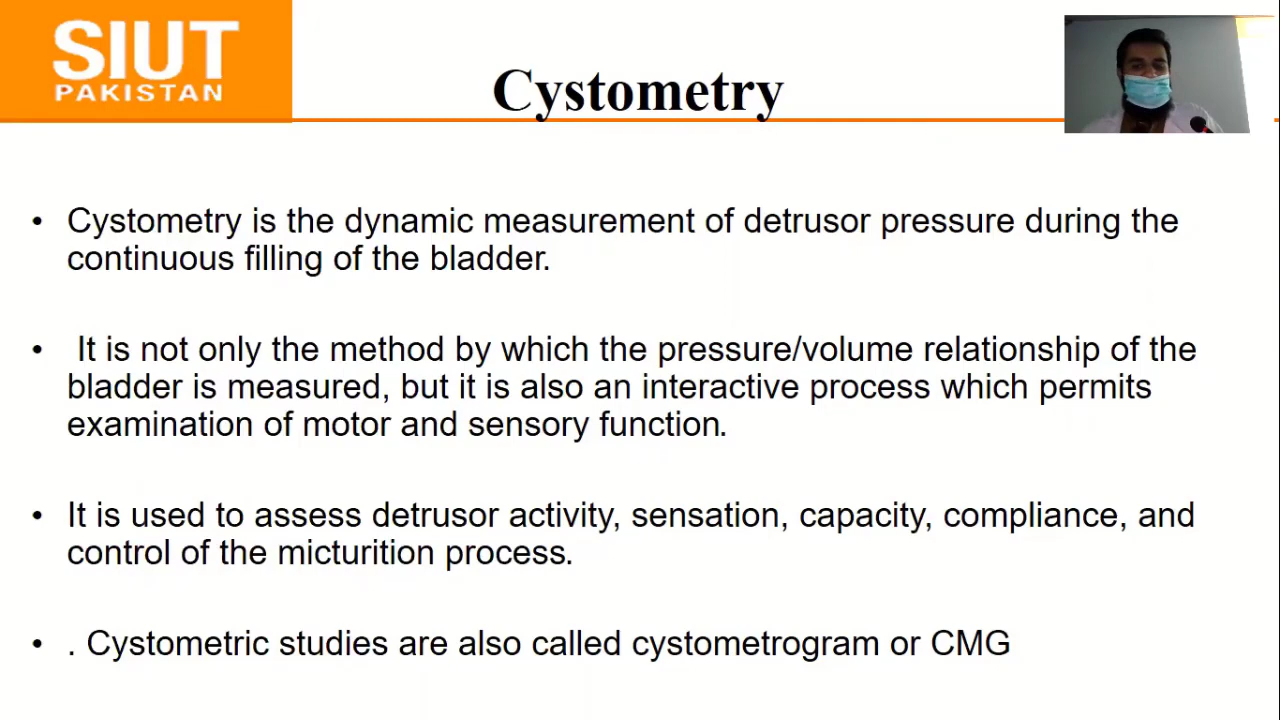 SIUT
PAKISTAN
Cystometry
• Cystometry is the dynamic measurement of detrusor pressure during the
continuous filling of the bladder.
• It is not only the method by which the pressure/volume relationship of the
bladder is measured, but it is also an interactive process which permits
examination of motor and sensory function.
• It is used to assess detrusor activity, sensation, capacity, compliance, and
control of the micturition process.
• . Cystometric studies are also called cystometrogram or CMG